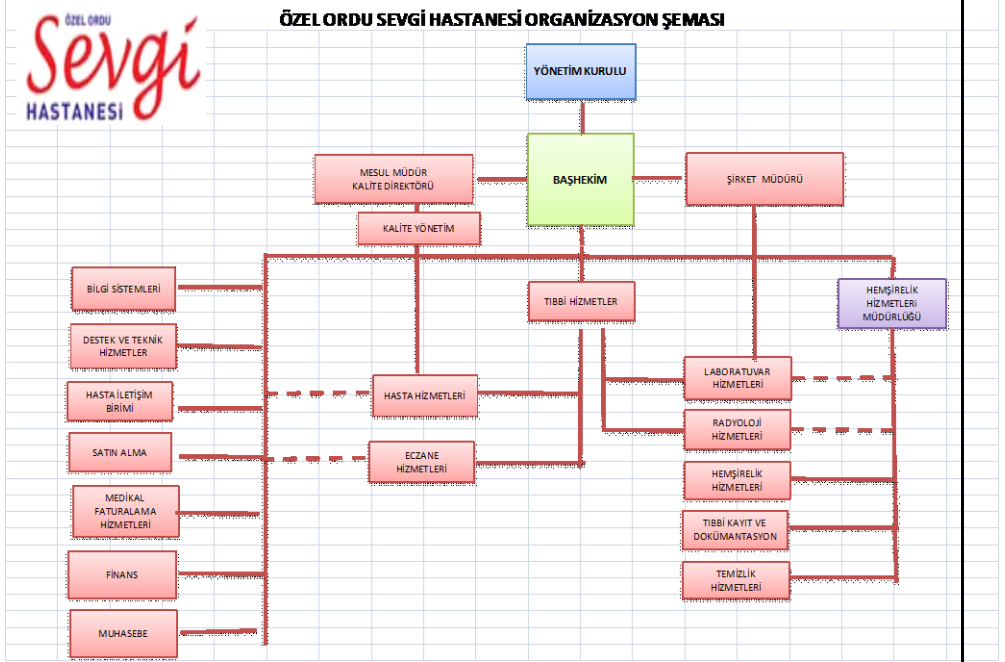 ÖZEL ORDU SEVGİ HASTANESİ ORGANİZASYON ŞEMASI
ÖZEL ORDU
Sevgi
HASTANESİ
YÖNETİM KURULU
MESUL MÜDÜR
KALİTE DİREKTÖRÜ
BAŞHEKİM
ŞİRKET MÜDÜRÜ
KALİTE YÖNETİM
BİLGİ SİSTEMLERİ
TIBBİ HİZMETLER
HEMŞİRELİK
HİZMETLERİ
MÜDÜRLÜĞÜ
DESTEK VE TEKNİK
HİZMETLER
HASTA İLETİŞİM
BİRİMİ
HASTA HİZMETLERİ
LABORATUVAR
HİZMETLERİ
RADYOLOJİ
HİZMETLERİ
SATIN ALMA
ECZANE
HİZMETLERİ
HEMŞİRELİK
HİZMETLERİ
MEDİKAL
FATURALAMA
HİZMETLERİ
TIBBİ KAYIT VE
DOKÜMANTASYON
FİNANS
TEMİZLİK
HİZMETLERİ
MUHASEBE